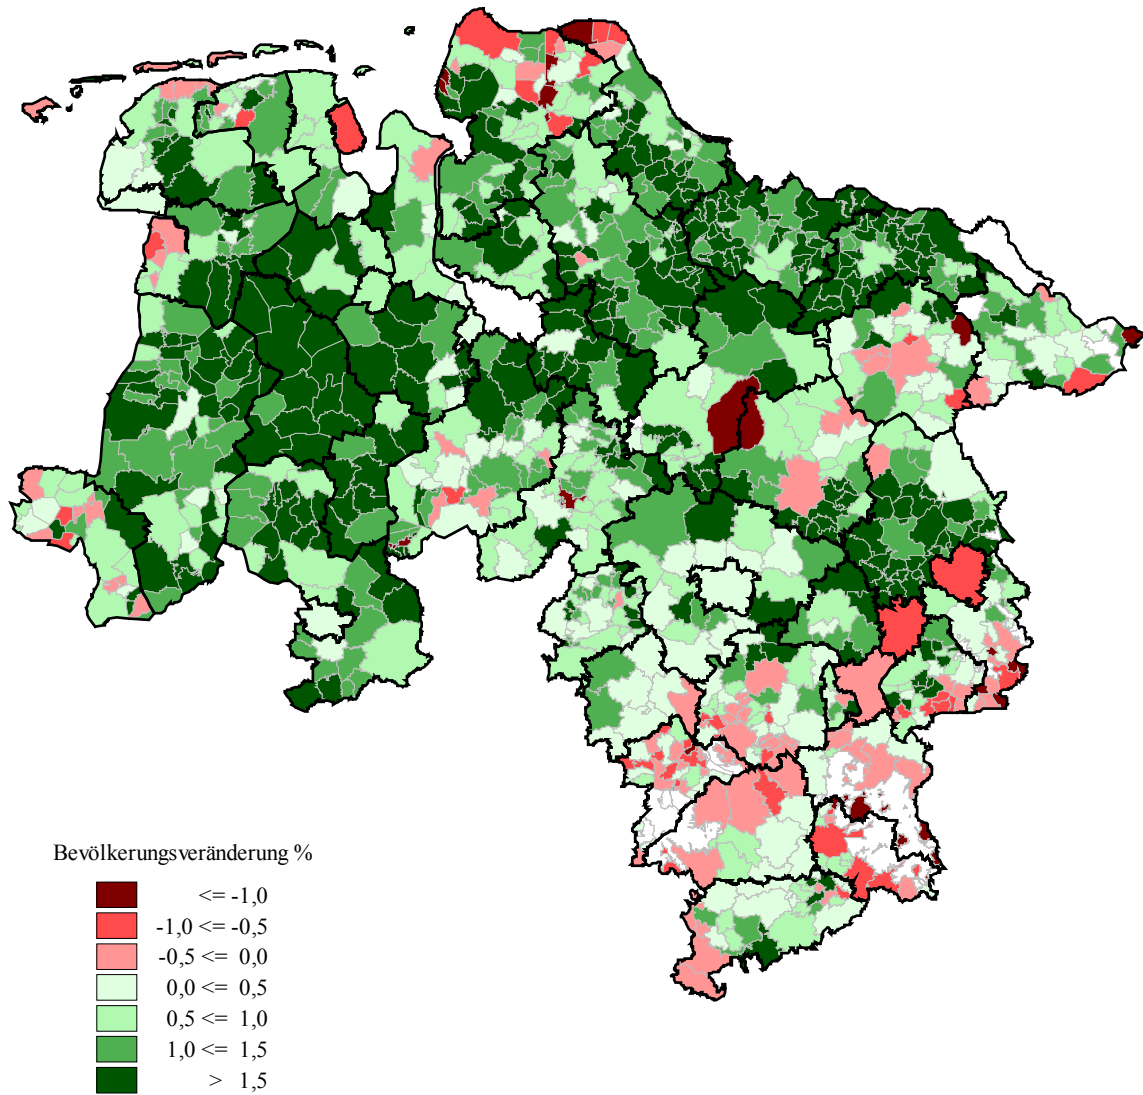 Bevölkerungsveränderung %
<= -1,0
-1,0 <= -0,5
-0,5 <= 0,0
0,0 <= 0,5
0,5 <= 1,0
1,0 <= 1,5
> 1,5